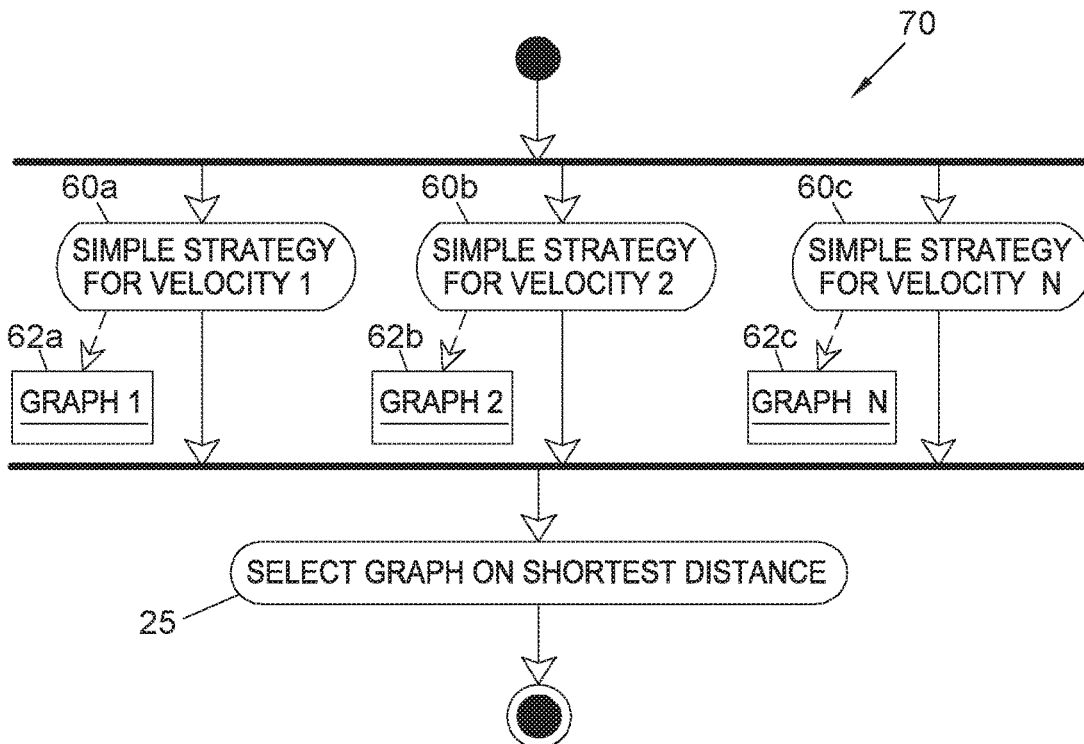 70
60a
60b
60c
SIMPLE STRATEGY
FOR VELOCITY 1
SIMPLE STRATEGY
FOR VELOCITY 2
SIMPLE STRATEGY
FOR VELOCITY N
62a
62b
62c
GRAPH 1
GRAPH 2
GRAPH N
SELECT GRAPH ON SHORTEST DISTANCE
25